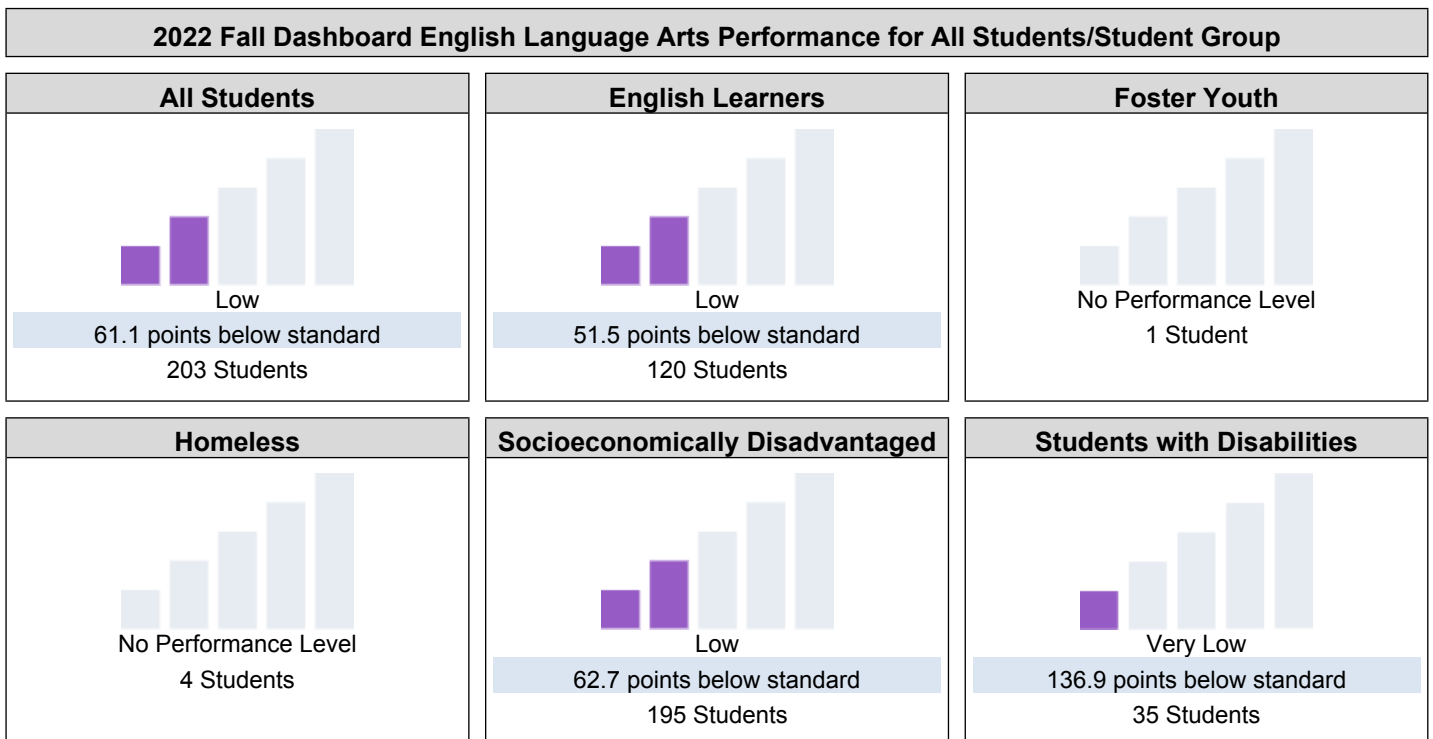 2022 Fall Dashboard English Language Arts Performance for All Students/Student Group
All Students
Low
61.1 points below standard
203 Students
English Learners
Low
51.5 points below standard
120 Students
Foster Youth
No Performance Level
1 Student
Homeless
No Performance Level
4 Students
Socioeconomically Disadvantaged
Low
62.7 points below standard
195 Students
Students with Disabilities
Very Low
136.9 points below standard
35 Students